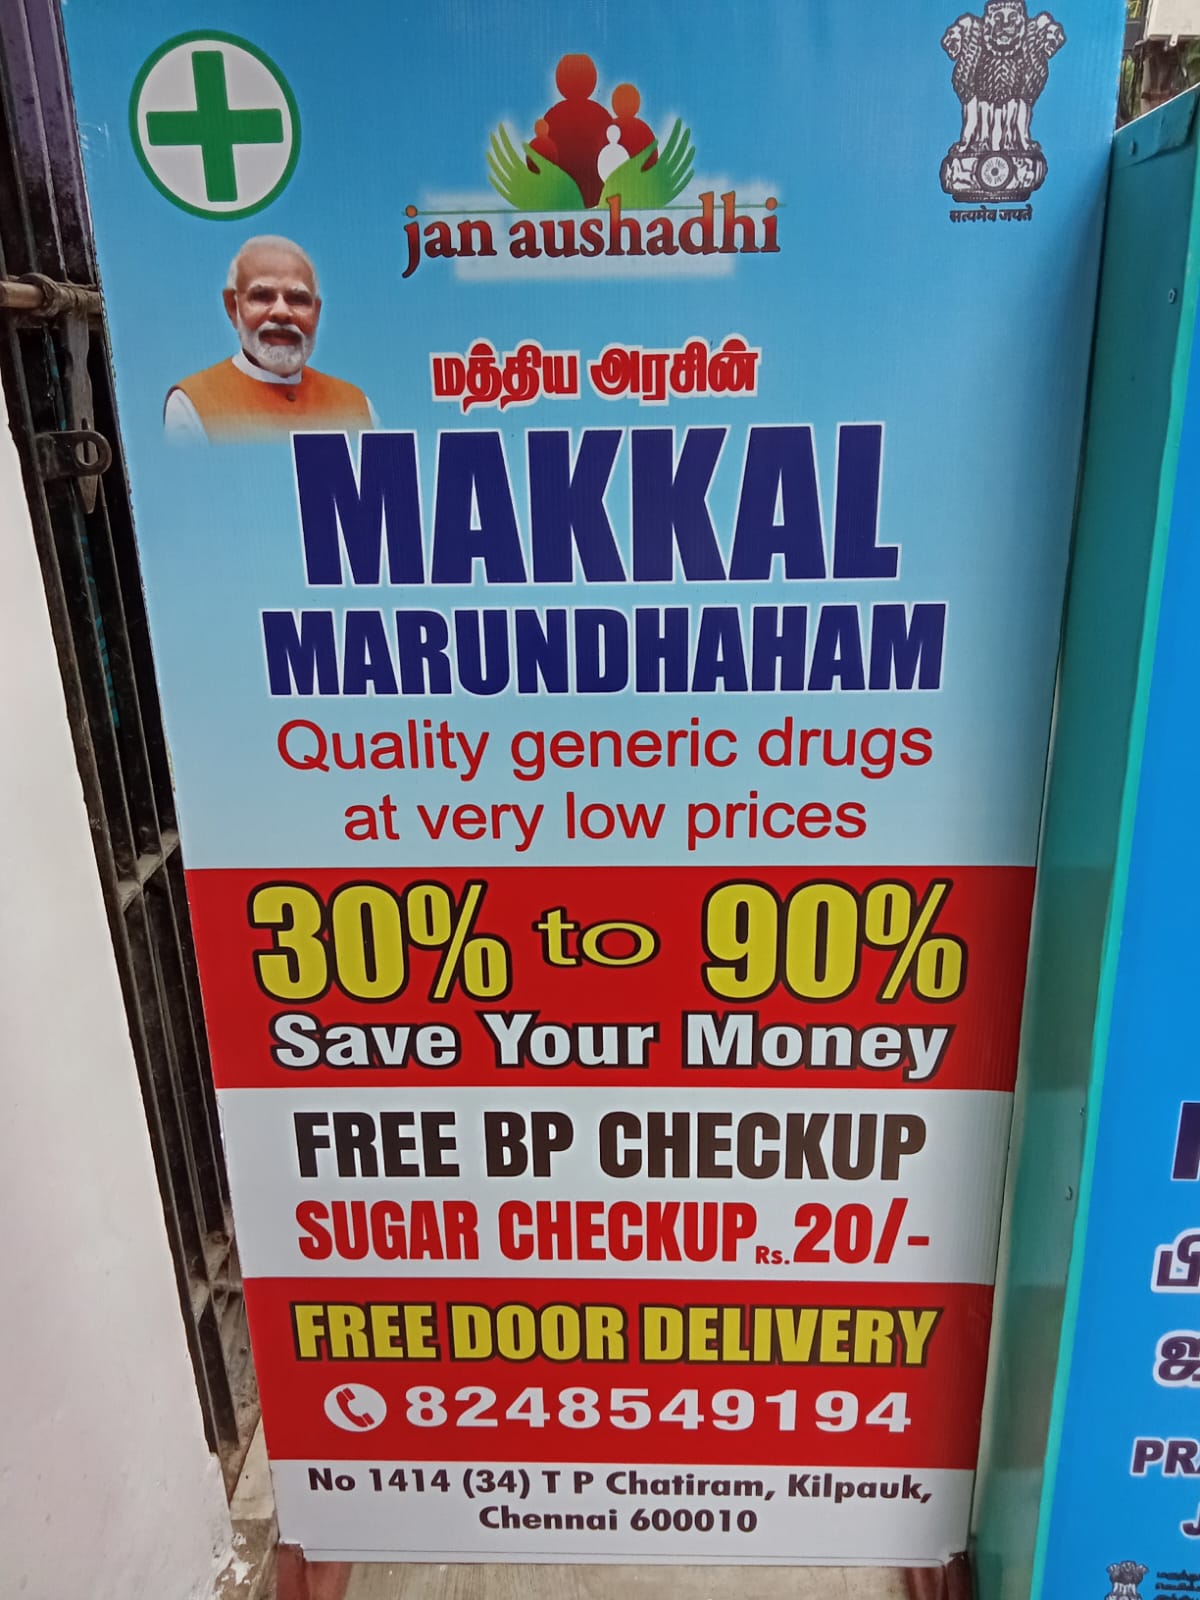 jan aushadhi
सत्यमेव जयते
மத்திய அரசின்
MAKKAL
MARUNDHAHAM
Quality generic drugs
at very low prices
30% to 90%
Save Your Money
FREE BP CHECKUP
SUGAR CHECKUP Rs.20/-
FREE DOOR DELIVERY
8248549194
No 1414 (34) T P Chatiram, Kilpauk,
Chennai 600010